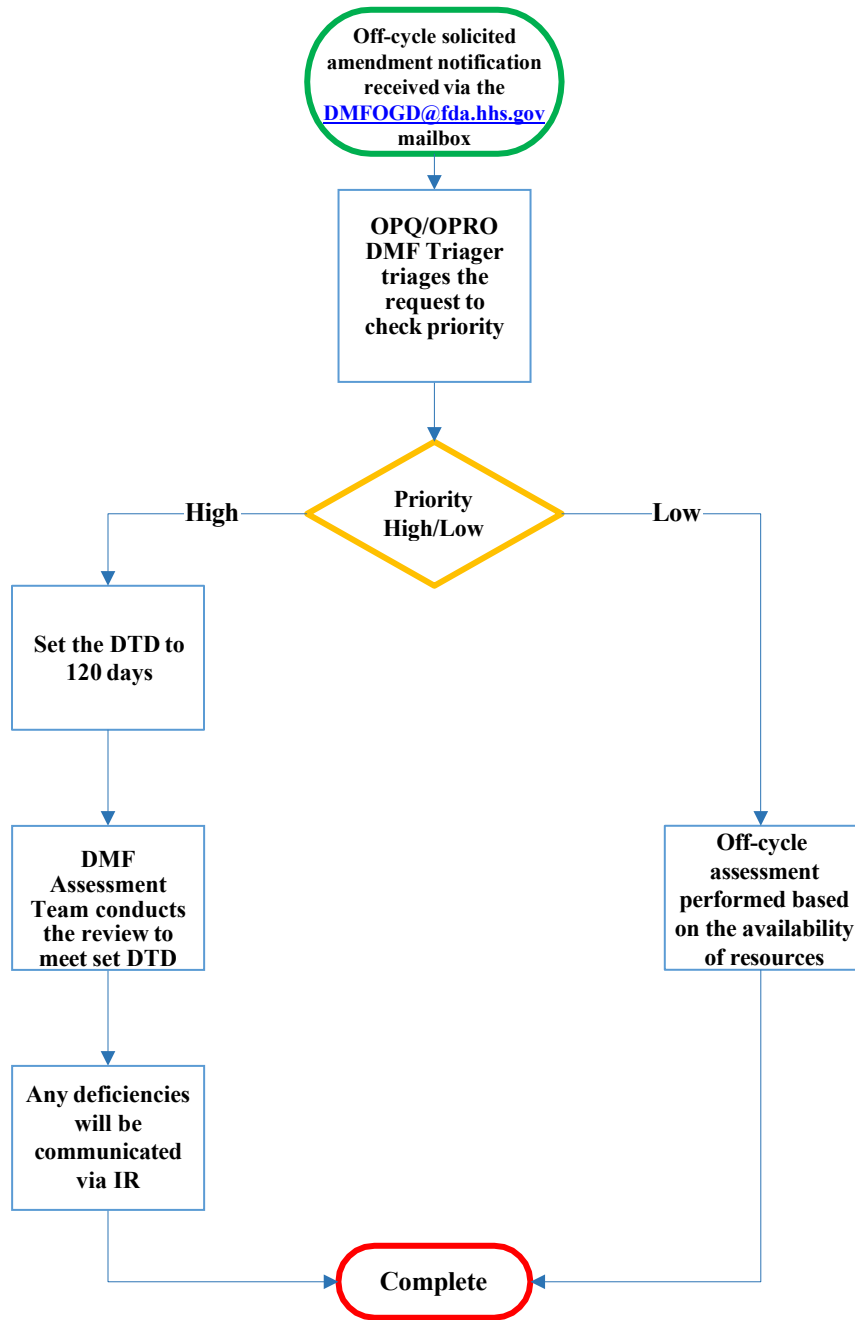 Off-cycle solicited
amendment notification
received via the
DMFOGD@fda.hhs.gov
mailbox
OPQ/OPRO
DMF Triager
triages the
request to
check priority
Priority
High/Low
High
Low
Set the DTD to
120 days
DMF
Assessment
Team conducts
the review to
meet set DTD
Off-cycle
assessment
performed based
on the availability
of resources
Any deficiencies
will be
communicated
via IR
Complete